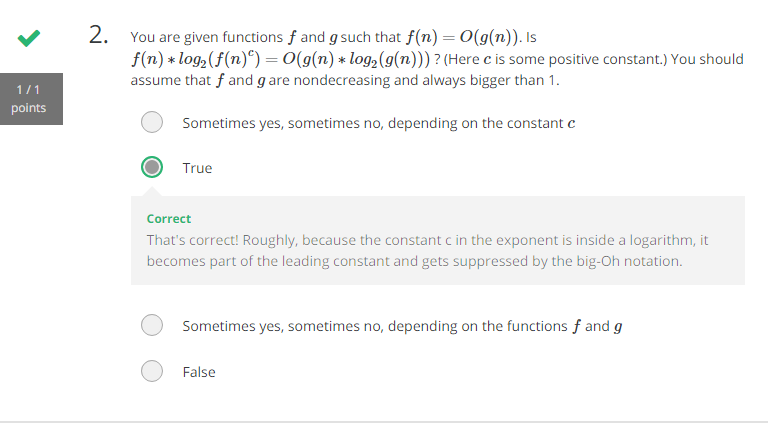 2. You are given functions f and g such that f(n) = O(g(n)). Is
f(n) * log₂(f(n)ᶜ) = O(g(n) * log₂(g(n))) ? (Here c is some positive constant.) You should
assume that f and g are nondecreasing and always bigger than 1.
1 / 1
points
Sometimes yes, sometimes no, depending on the constant c
True
Correct
That's correct! Roughly, because the constant c in the exponent is inside a logarithm, it
becomes part of the leading constant and gets suppressed by the big-Oh notation.
Sometimes yes, sometimes no, depending on the functions f and g
False